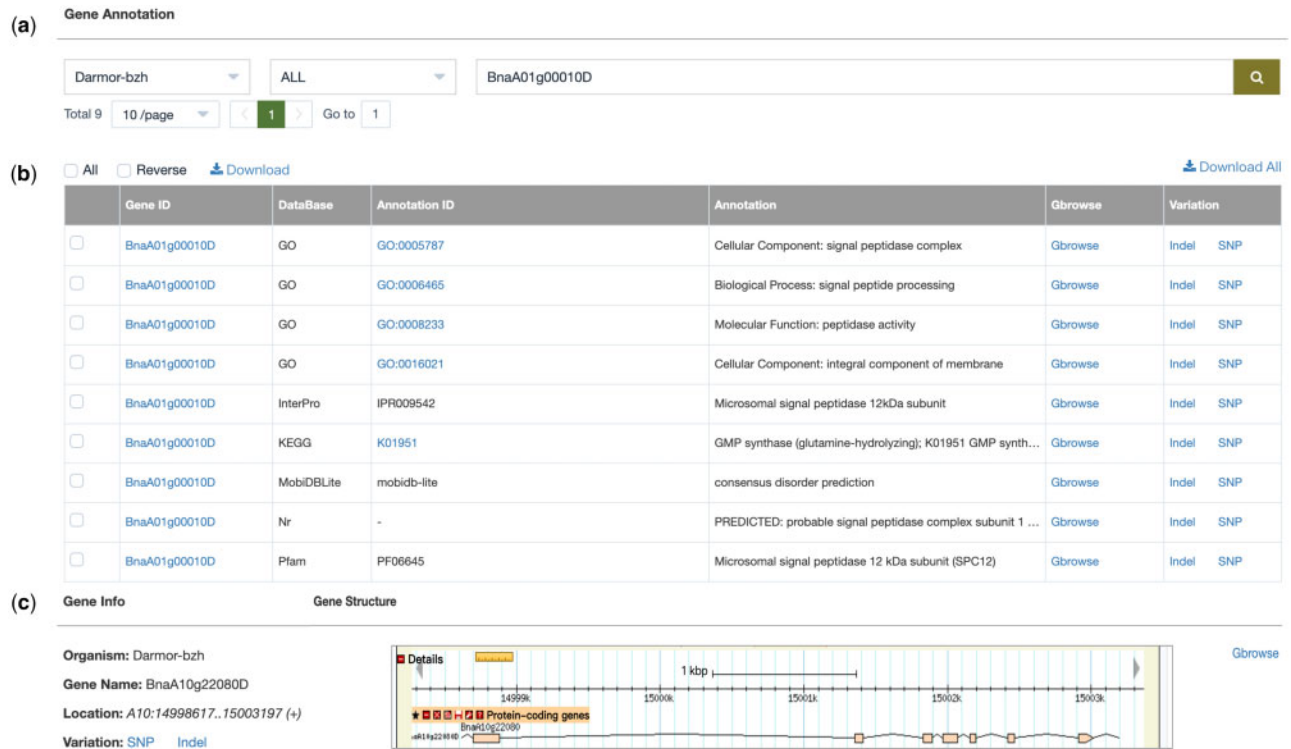 (a)
Gene Annotation
Darmor-bzh ALL BnaA01g00010D
Total 9 10 /page 1 Go to 1
(b)
All Reverse Download Download All
Gene ID DataBase Annotation ID Annotation Gbrowse Variation
BnaA01g00010D GO GO:0005787 Cellular Component: signal peptidase complex Gbrowse Indel SNP
BnaA01g00010D GO GO:0006465 Biological Process: signal peptide processing Gbrowse Indel SNP
BnaA01g00010D GO GO:0008233 Molecular Function: peptidase activity Gbrowse Indel SNP
BnaA01g00010D GO GO:0016021 Cellular Component: integral component of membrane Gbrowse Indel SNP
BnaA01g00010D InterPro IPR009542 Microsomal signal peptidase 12kDa subunit Gbrowse Indel SNP
BnaA01g00010D KEGG K01951 GMP synthase (glutamine-hydrolyzing); K01951 GMP synth... Gbrowse Indel SNP
BnaA01g00010D MobiDBLite mobidb-lite consensus disorder prediction Gbrowse Indel SNP
BnaA01g00010D Nr - PREDICTED: probable signal peptidase complex subunit 1 ... Gbrowse Indel SNP
BnaA01g00010D Pfam PF06645 Microsomal signal peptidase 12 kDa subunit (SPC12) Gbrowse Indel SNP
(c)
Gene Info Gene Structure
Organism: Darmor-bzh
Gene Name: BnaA10g22080D
Location: A10:14998617..15003197 (+)
Variation: SNP Indel
Details
Gbrowse
1 kbp
14999k 15000k 15001k 15002k 15003k
Protein-coding genes
BnaA10g22080